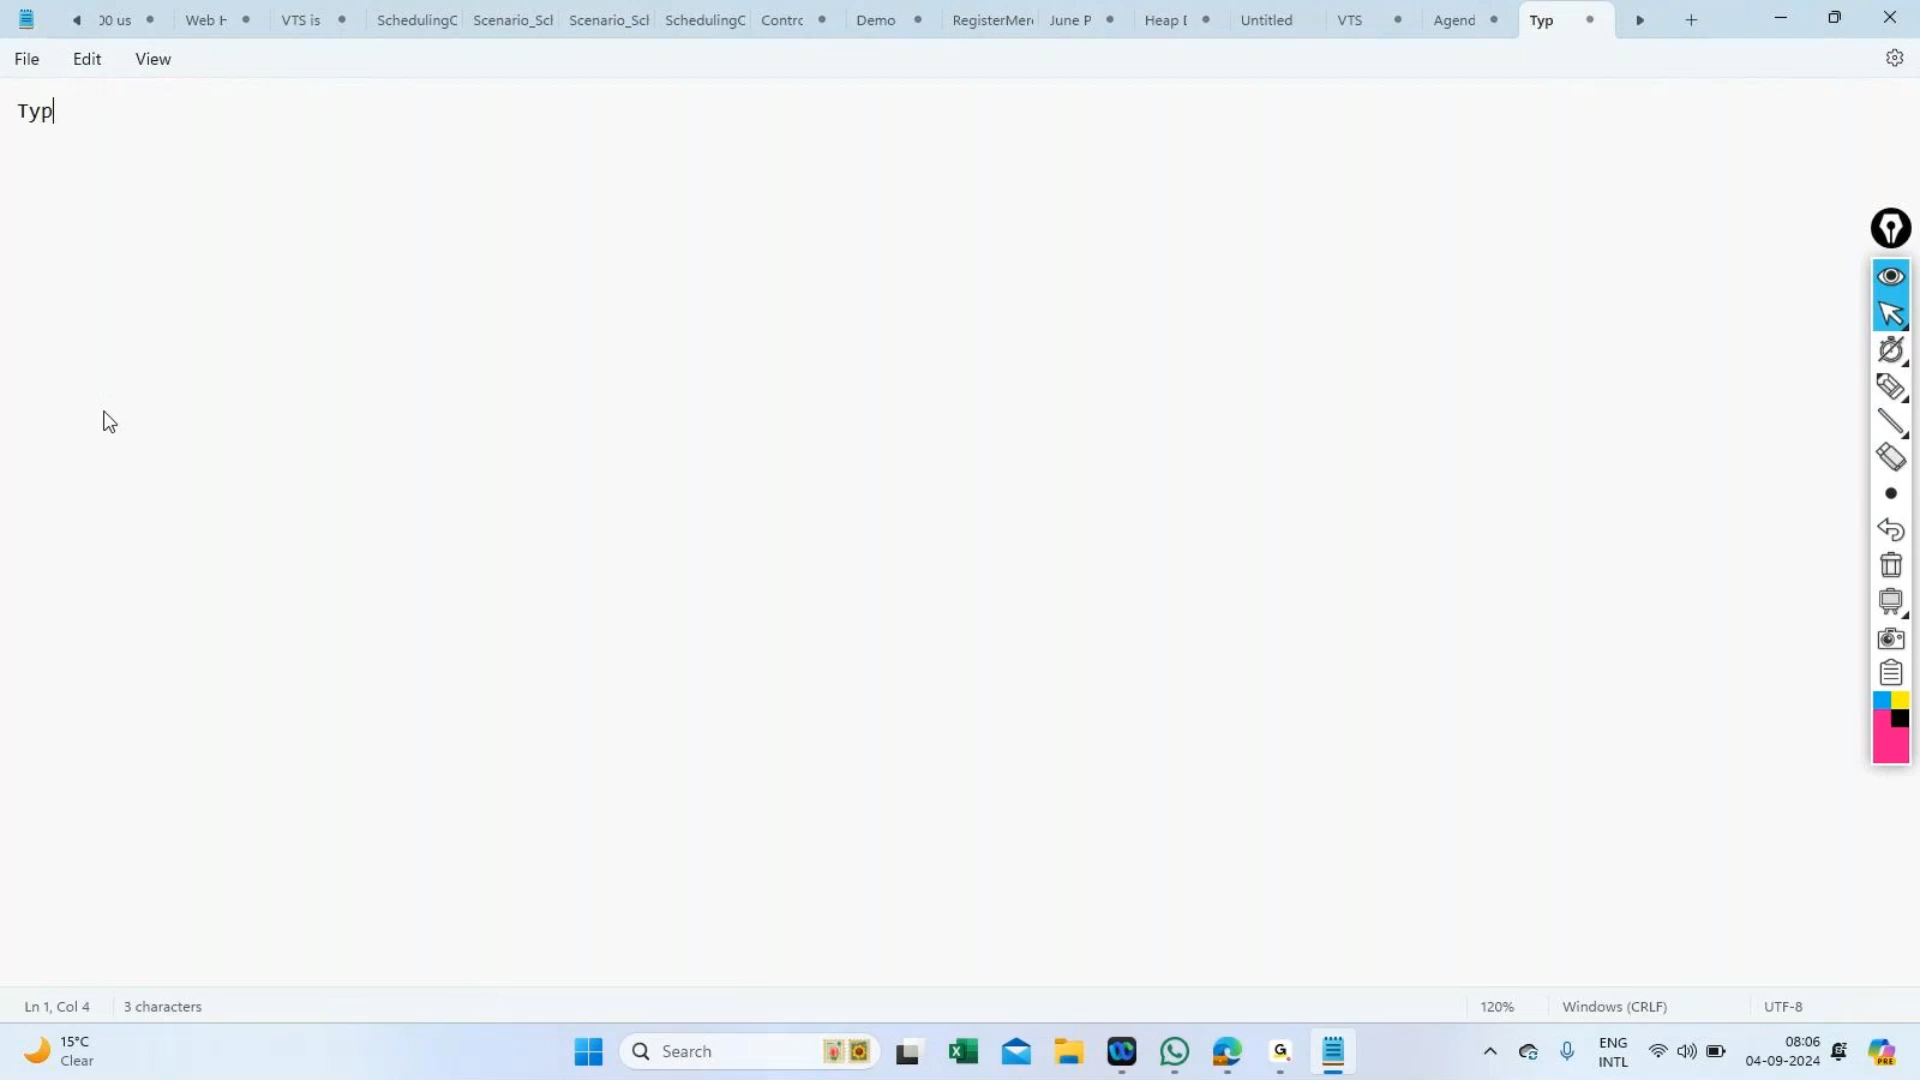 00 us
Web H
VTS is
SchedulingC
Scenario_Scl
Scenario_Scl
SchedulingC
Contrc
Demo
RegisterMer
June P
Heap D
Untitled
VTS
Agend
Typ
File
Edit
View
Typ
Ln 1, Col 4
3 characters
120%
Windows (CRLF)
UTF-8
15°C
Clear
Search
G
ENG
INTL
08:06
04-09-2024
PRE